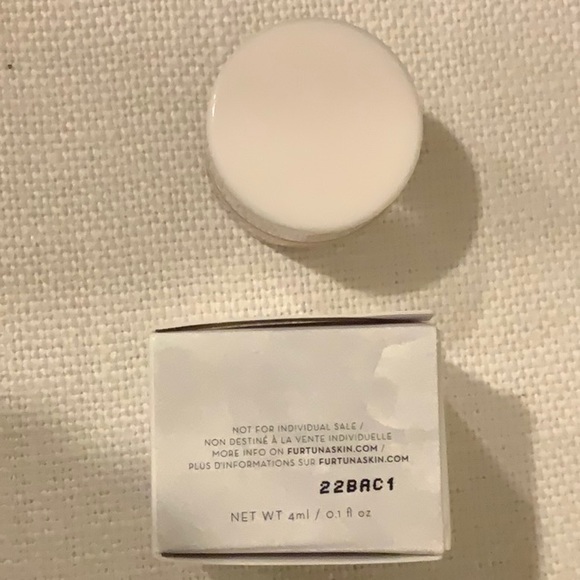 NOT FOR INDIVIDUAL SALE /
NON DESTINÉ À LA VENTE INDIVIDUELLE
MORE INFO ON FURTUNASKIN.COM /
PLUS D'INFORMATIONS SUR FURTUNASKIN.COM
22BAC1
NET WT 4ml / 0.1 fl oz